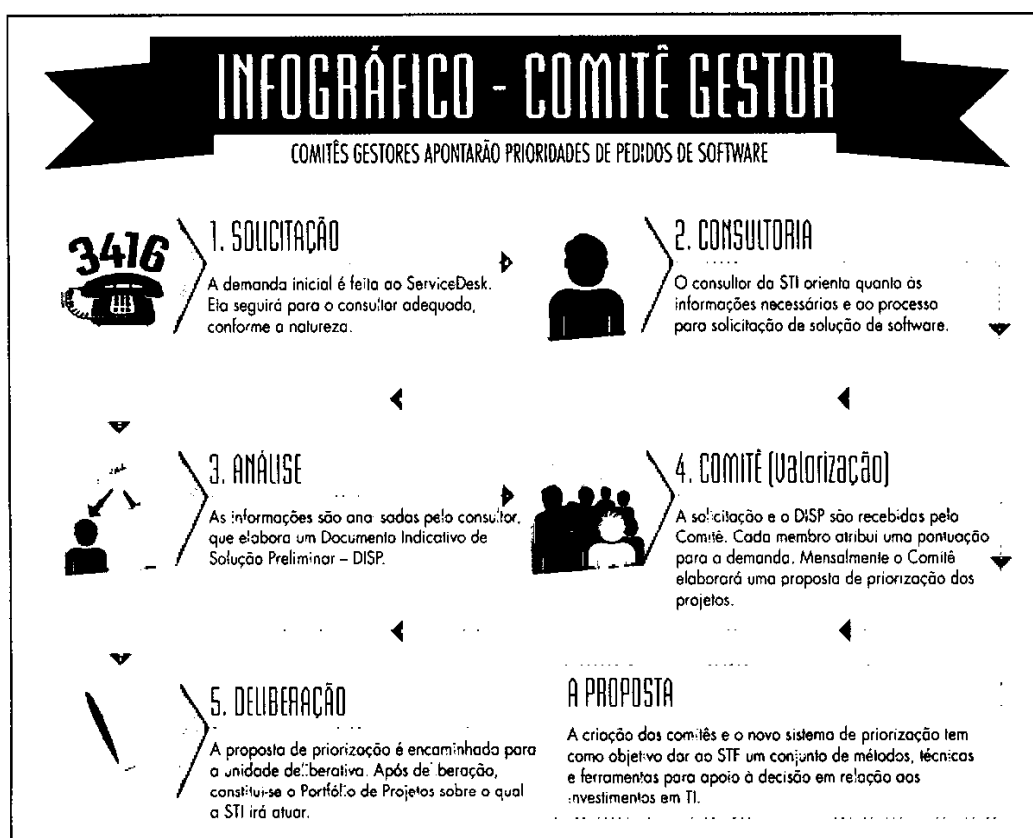 INFOGRÁFICO - COMITÊ GESTOR
COMITÊS GESTORES APONTARÃO PRIORIDADES DE PEDIDOS DE SOFTWARE
3416
1. SOLICITAÇÃO
A demanda inicial é feita ao ServiceDesk.
Ela seguirá para o consultor adequado,
conforme a natureza.
2. CONSULTORIA
O consultor da STI orienta quanto às
informações necessárias e ao processo
para solicitação de solução de software.
3. ANÁLISE
As informações são analisadas pelo consultor,
que elabora um Documento Indicativo de
Solução Preliminar – DISP.
4. COMITÊ (Valorização)
A solicitação e o DISP são recebidas pelo
Comitê. Cada membro atribui uma pontuação
para a demanda. Mensalmente o Comitê
elaborará uma proposta de priorização dos
projetos.
5. DELIBERAÇÃO
A proposta de priorização é encaminhada para
a unidade deliberativa. Após deliberação,
constitui-se o Portfólio de Projetos sobre o qual
a STI irá atuar.
A PROPOSTA
A criação dos comitês e o novo sistema de priorização tem
como objetivo dar ao STF um conjunto de métodos, técnicas
e ferramentas para apoio à decisão em relação aos
investimentos em TI.